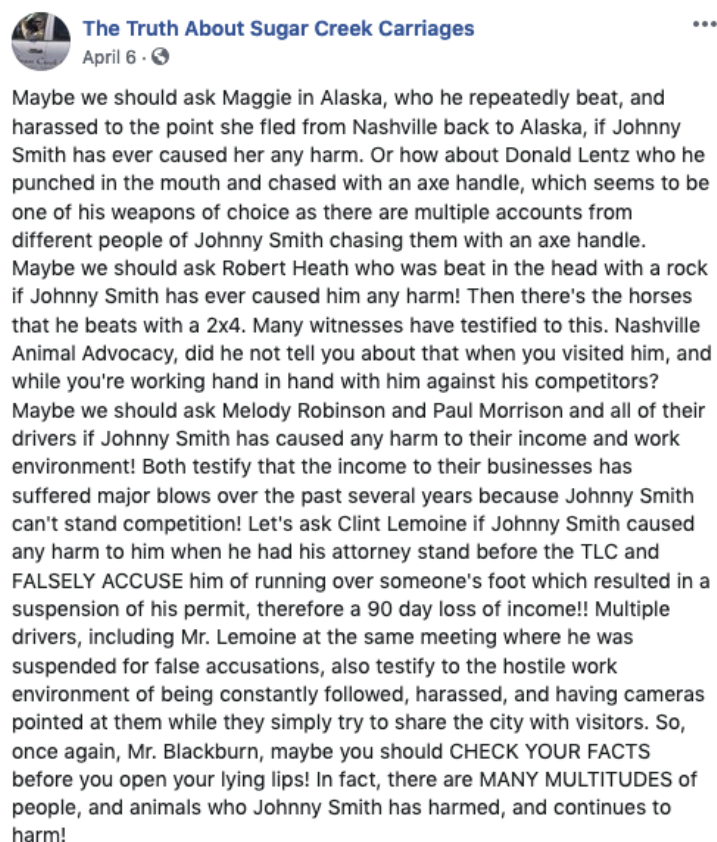 The Truth About Sugar Creek Carriages
April 6 ·
Maybe we should ask Maggie in Alaska, who he repeatedly beat, and
harassed to the point she fled from Nashville back to Alaska, if Johnny
Smith has ever caused her any harm. Or how about Donald Lentz who he
punched in the mouth and chased with an axe handle, which seems to be
one of his weapons of choice as there are multiple accounts from
different people of Johnny Smith chasing them with an axe handle.
Maybe we should ask Robert Heath who was beat in the head with a rock
if Johnny Smith has ever caused him any harm! Then there's the horses
that he beats with a 2x4. Many witnesses have testified to this. Nashville
Animal Advocacy, did he not tell you about that when you visited him, and
while you're working hand in hand with him against his competitors?
Maybe we should ask Melody Robinson and Paul Morrison and all of their
drivers if Johnny Smith has caused any harm to their income and work
environment! Both testify that the income to their businesses has
suffered major blows over the past several years because Johnny Smith
can't stand competition! Let's ask Clint Lemoine if Johnny Smith caused
any harm to him when he had his attorney stand before the TLC and
FALSELY ACCUSE him of running over someone's foot which resulted in a
suspension of his permit, therefore a 90 day loss of income!! Multiple
drivers, including Mr. Lemoine at the same meeting where he was
suspended for false accusations, also testify to the hostile work
environment of being constantly followed, harassed, and having cameras
pointed at them while they simply try to share the city with visitors. So,
once again, Mr. Blackburn, maybe you should CHECK YOUR FACTS
before you open your lying lips! In fact, there are MANY MULTITUDES of
people, and animals who Johnny Smith has harmed, and continues to
harm!